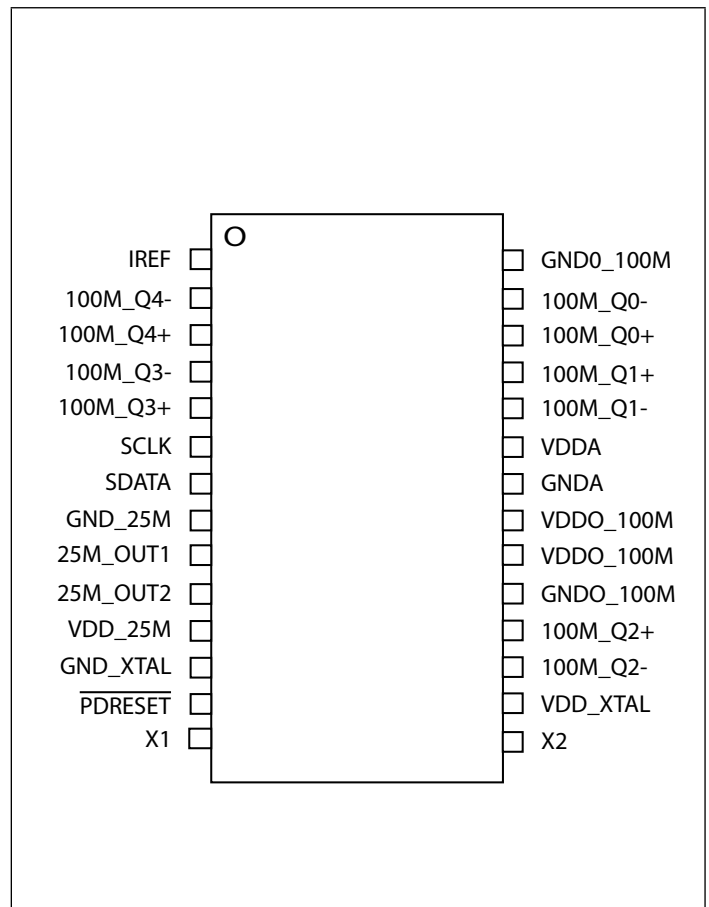 O
IREF
100M_Q4-
100M_Q4+
100M_Q3-
100M_Q3+
SCLK
SDATA
GND_25M
25M_OUT1
25M_OUT2
VDD_25M
GND_XTAL
PDRESET
X1
GND0_100M
100M_Q0-
100M_Q0+
100M_Q1+
100M_Q1-
VDDA
GNDA
VDDO_100M
VDDO_100M
GNDO_100M
100M_Q2+
100M_Q2-
VDD_XTAL
X2